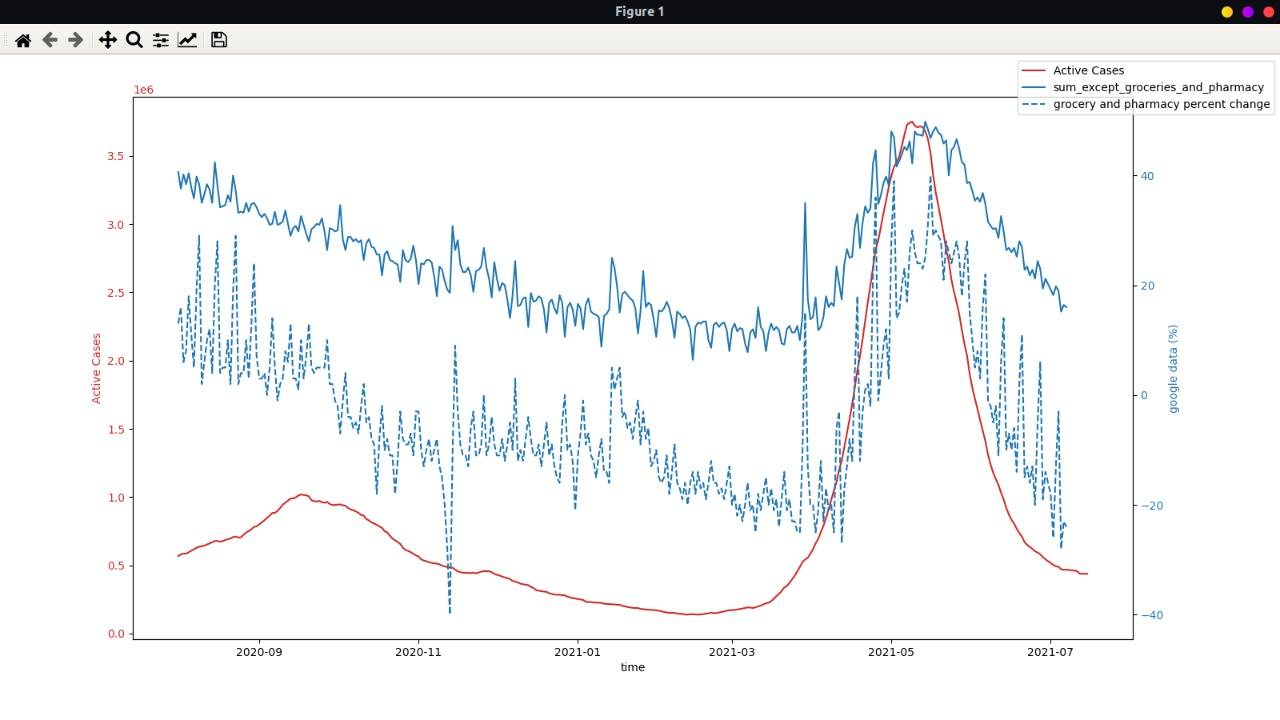 Figure 1
Active Cases
sum_except_groceries_and_pharmacy
grocery and pharmacy percent change
1e6
3.5
3.0
2.5
2.0
1.5
1.0
0.5
0.0
Active Cases
40
20
0
−20
−40
google data (%)
2020-09
2020-11
2021-01
2021-03
2021-05
2021-07
time